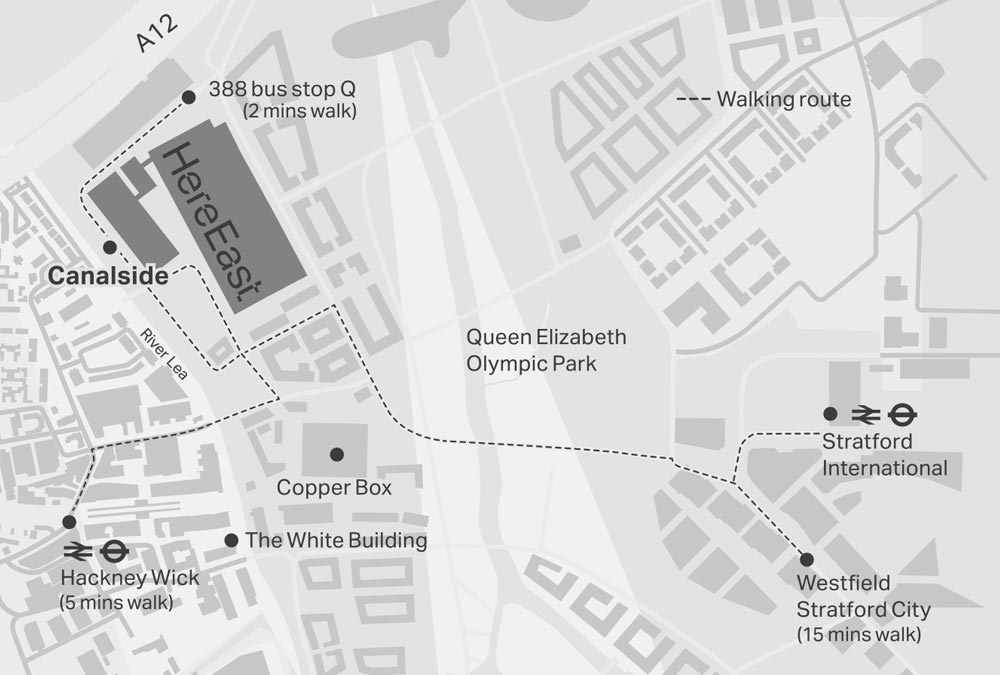 A12
388 bus stop Q
(2 mins walk)
Walking route
HereEast.
Canalside
River Lea
Queen Elizabeth
Olympic Park
Stratford
International
Copper Box
The White Building
Hackney Wick
(5 mins walk)
Westfield
Stratford City
(15 mins walk)